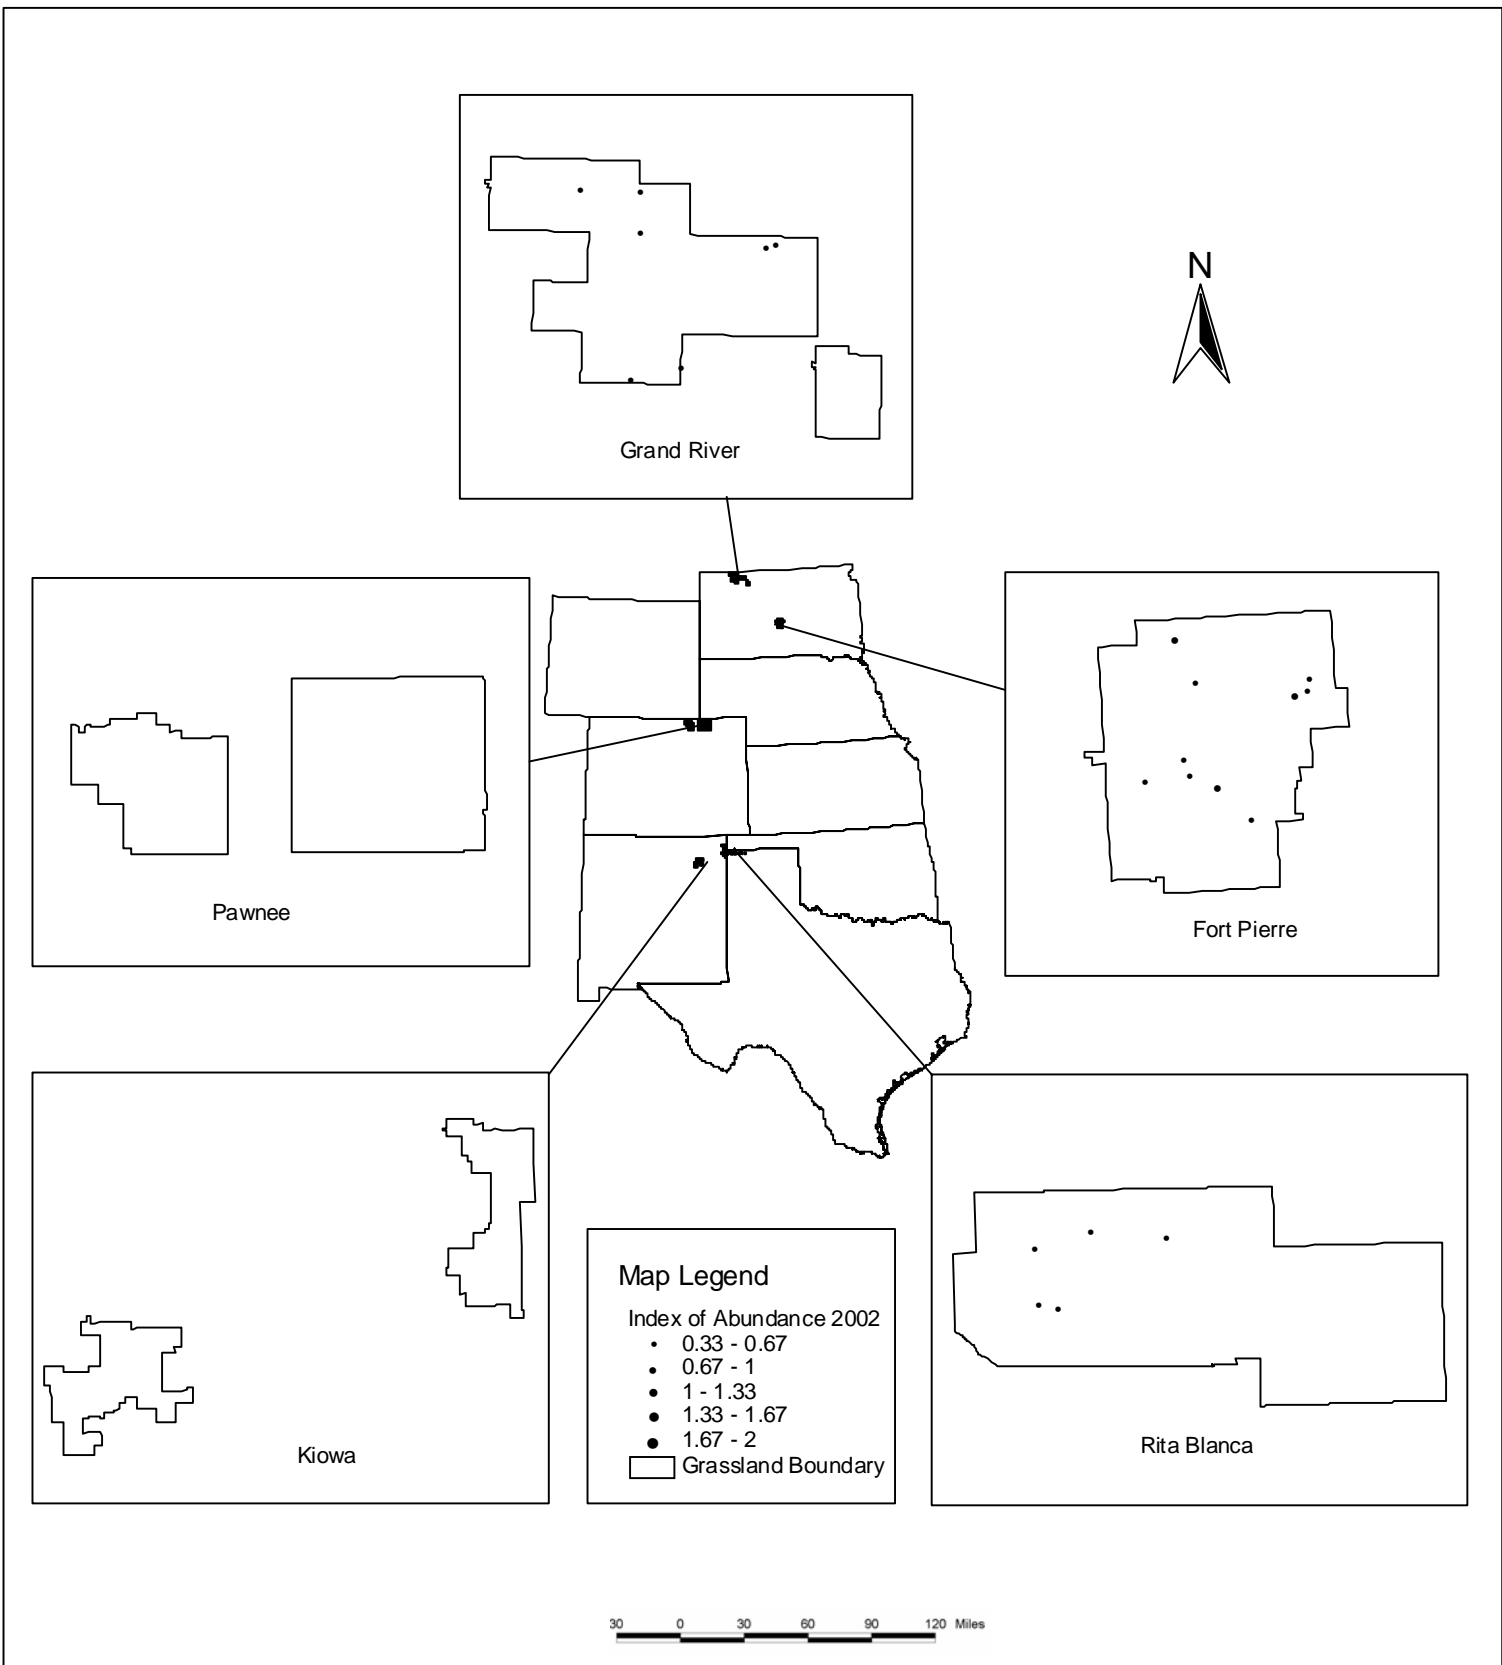 N
Grand River
Pawnee
Fort Pierre
Kiowa
Map Legend
Index of Abundance 2002
0.33 - 0.67
0.67 - 1
1 - 1.33
1.33 - 1.67
1.67 - 2
Grassland Boundary
Rita Blanca
30 0 30 60 90 120 Miles